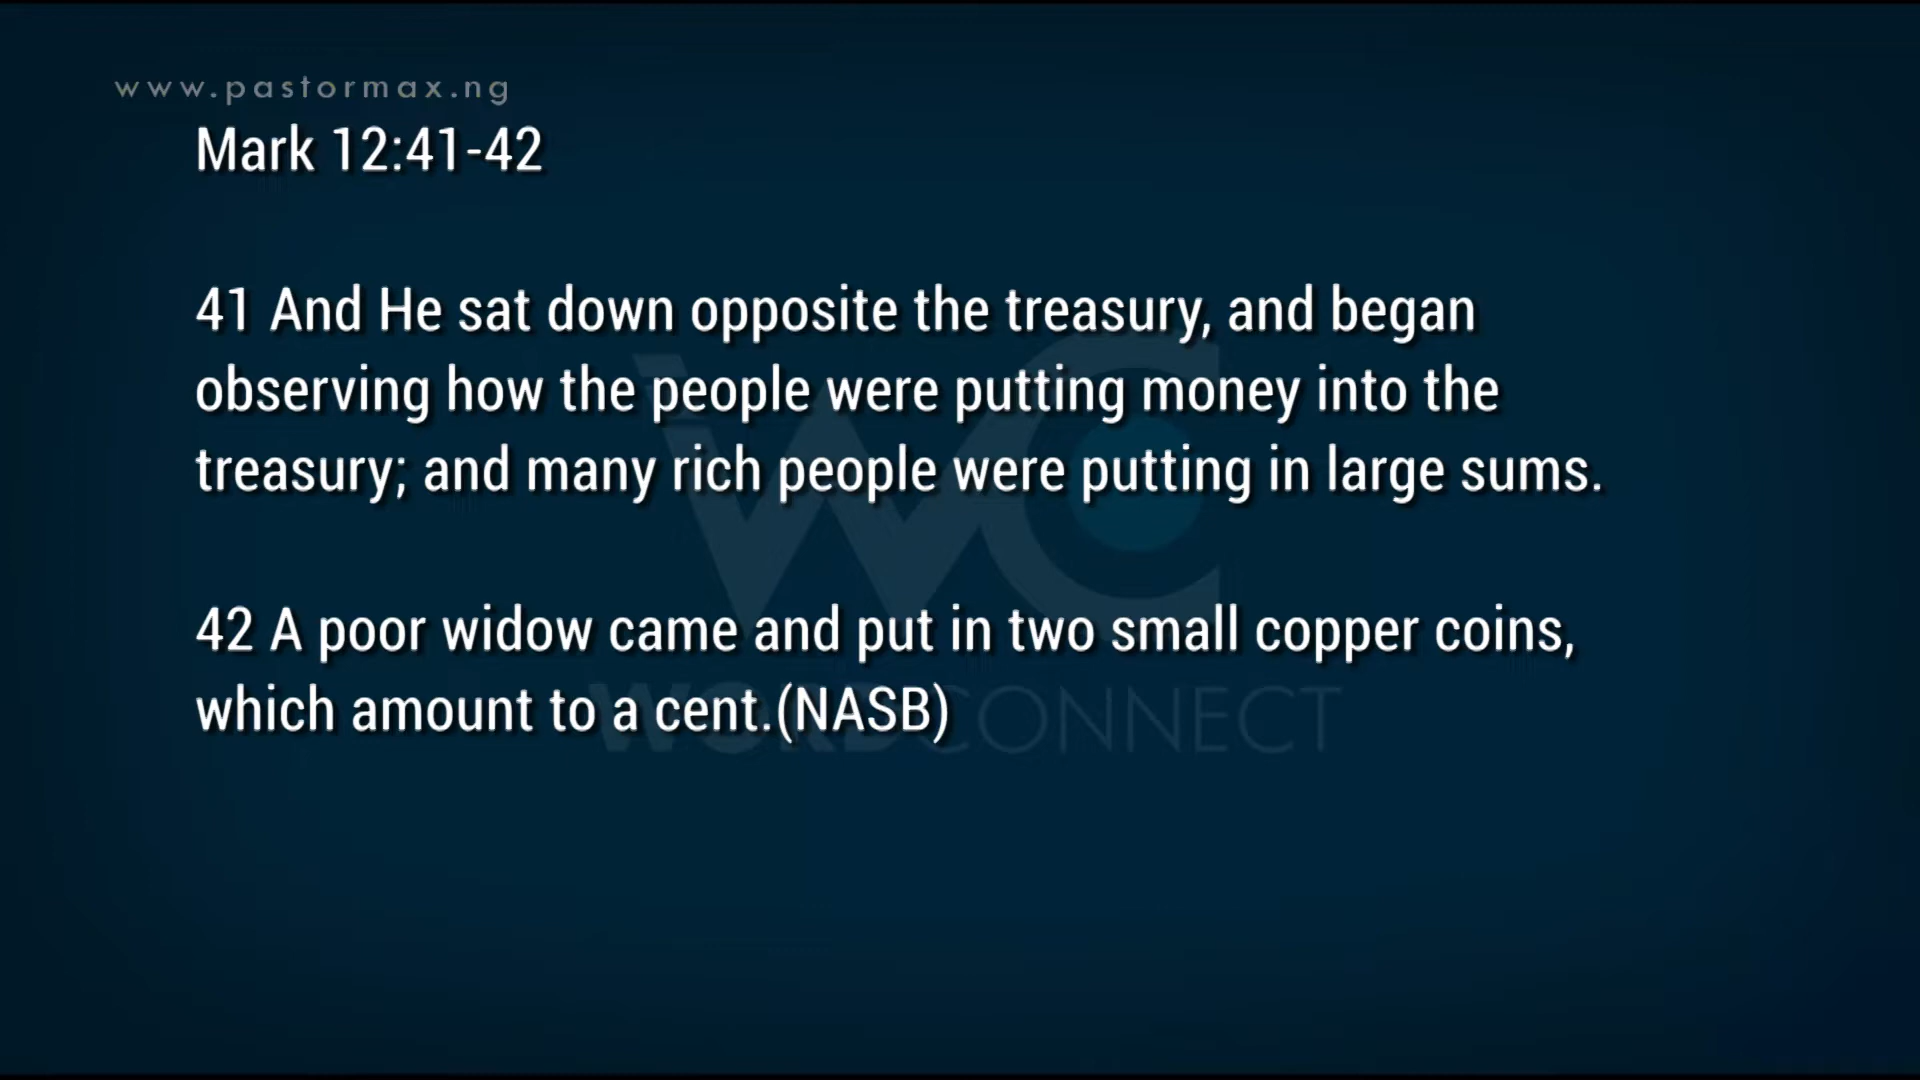 www.pastormax.ng
Mark 12:41-42
41 And He sat down opposite the treasury, and began
observing how the people were putting money into the
treasury; and many rich people were putting in large sums.
42 A poor widow came and put in two small copper coins,
which amount to a cent.(NASB)
WC
WORDCONNECT